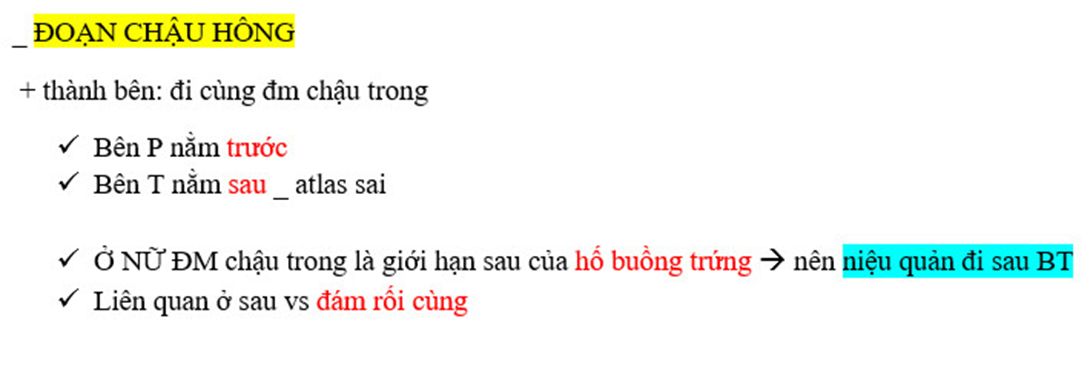 _ ĐOẠN CHẬU HÔNG
+ thành bên: đi cùng đm chậu trong
✓ Bên P nằm trước
✓ Bên T nằm sau _ atlas sai
✓ Ở NỮ ĐM chậu trong là giới hạn sau của hố buồng trứng → nên niệu quản đi sau BT
✓ Liên quan ở sau vs đám rối cùng